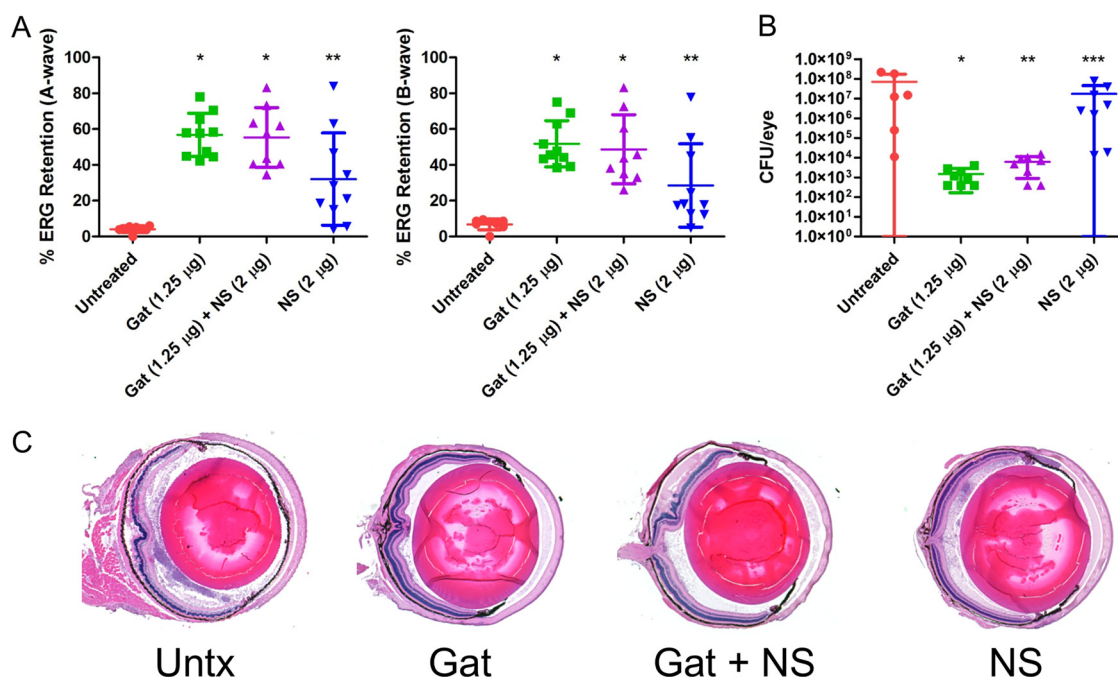 A
% ERG Retention (A-wave)
100
80
60
40
20
0
* * **
Untreated
Gat (1.25 µg)
Gat (1.25 µg) + NS (2 µg)
NS (2 µg)
% ERG Retention (B-wave)
100
80
60
40
20
0
* * **
Untreated
Gat (1.25 µg)
Gat (1.25 µg) + NS (2 µg)
NS (2 µg)
B
CFU/eye
1.0×10⁹
1.0×10⁸
1.0×10⁷
1.0×10⁶
1.0×10⁵
1.0×10⁴
1.0×10³
1.0×10²
1.0×10¹
1.0×10⁰
* ** ***
Untreated
Gat (1.25 µg)
Gat (1.25 µg) + NS (2 µg)
NS (2 µg)
C
Untx
Gat
Gat + NS
NS